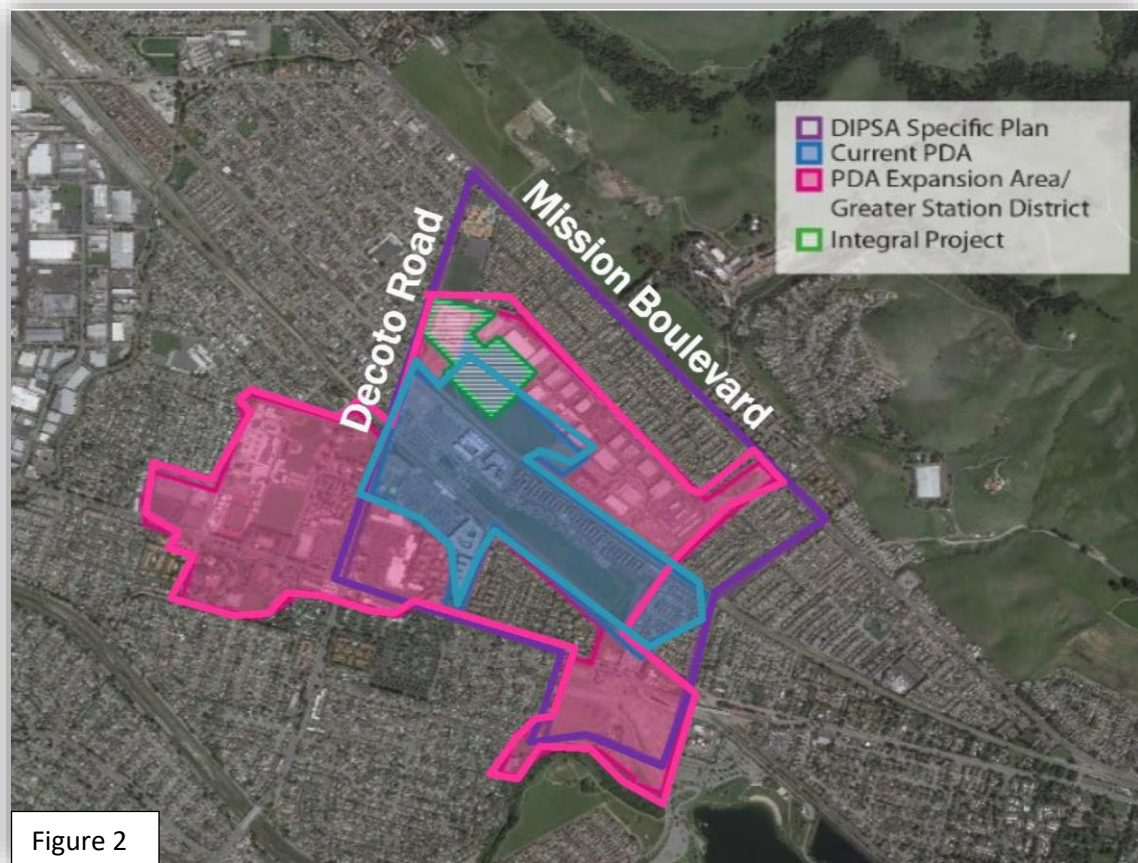 DIPSA Specific Plan
Current PDA
PDA Expansion Area/
Greater Station District
Integral Project
Mission Boulevard
Decoto Road
Figure 2